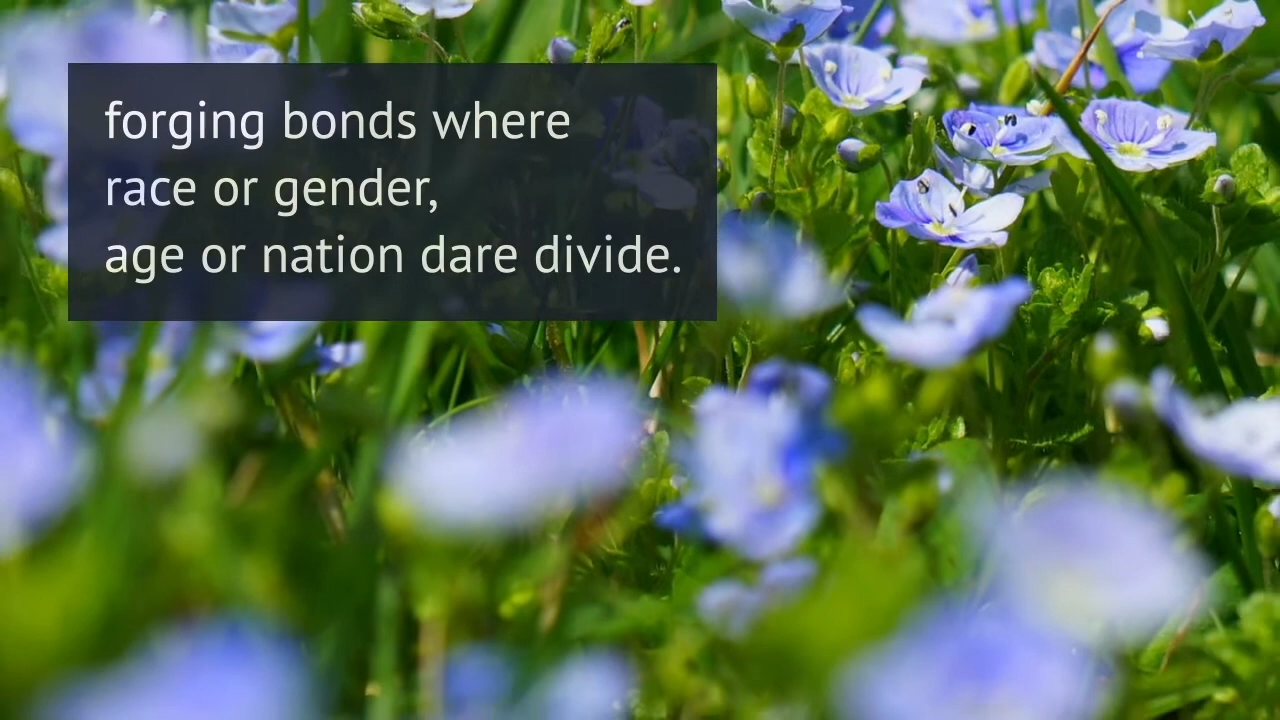 forging bonds where
race or gender,
age or nation dare divide.